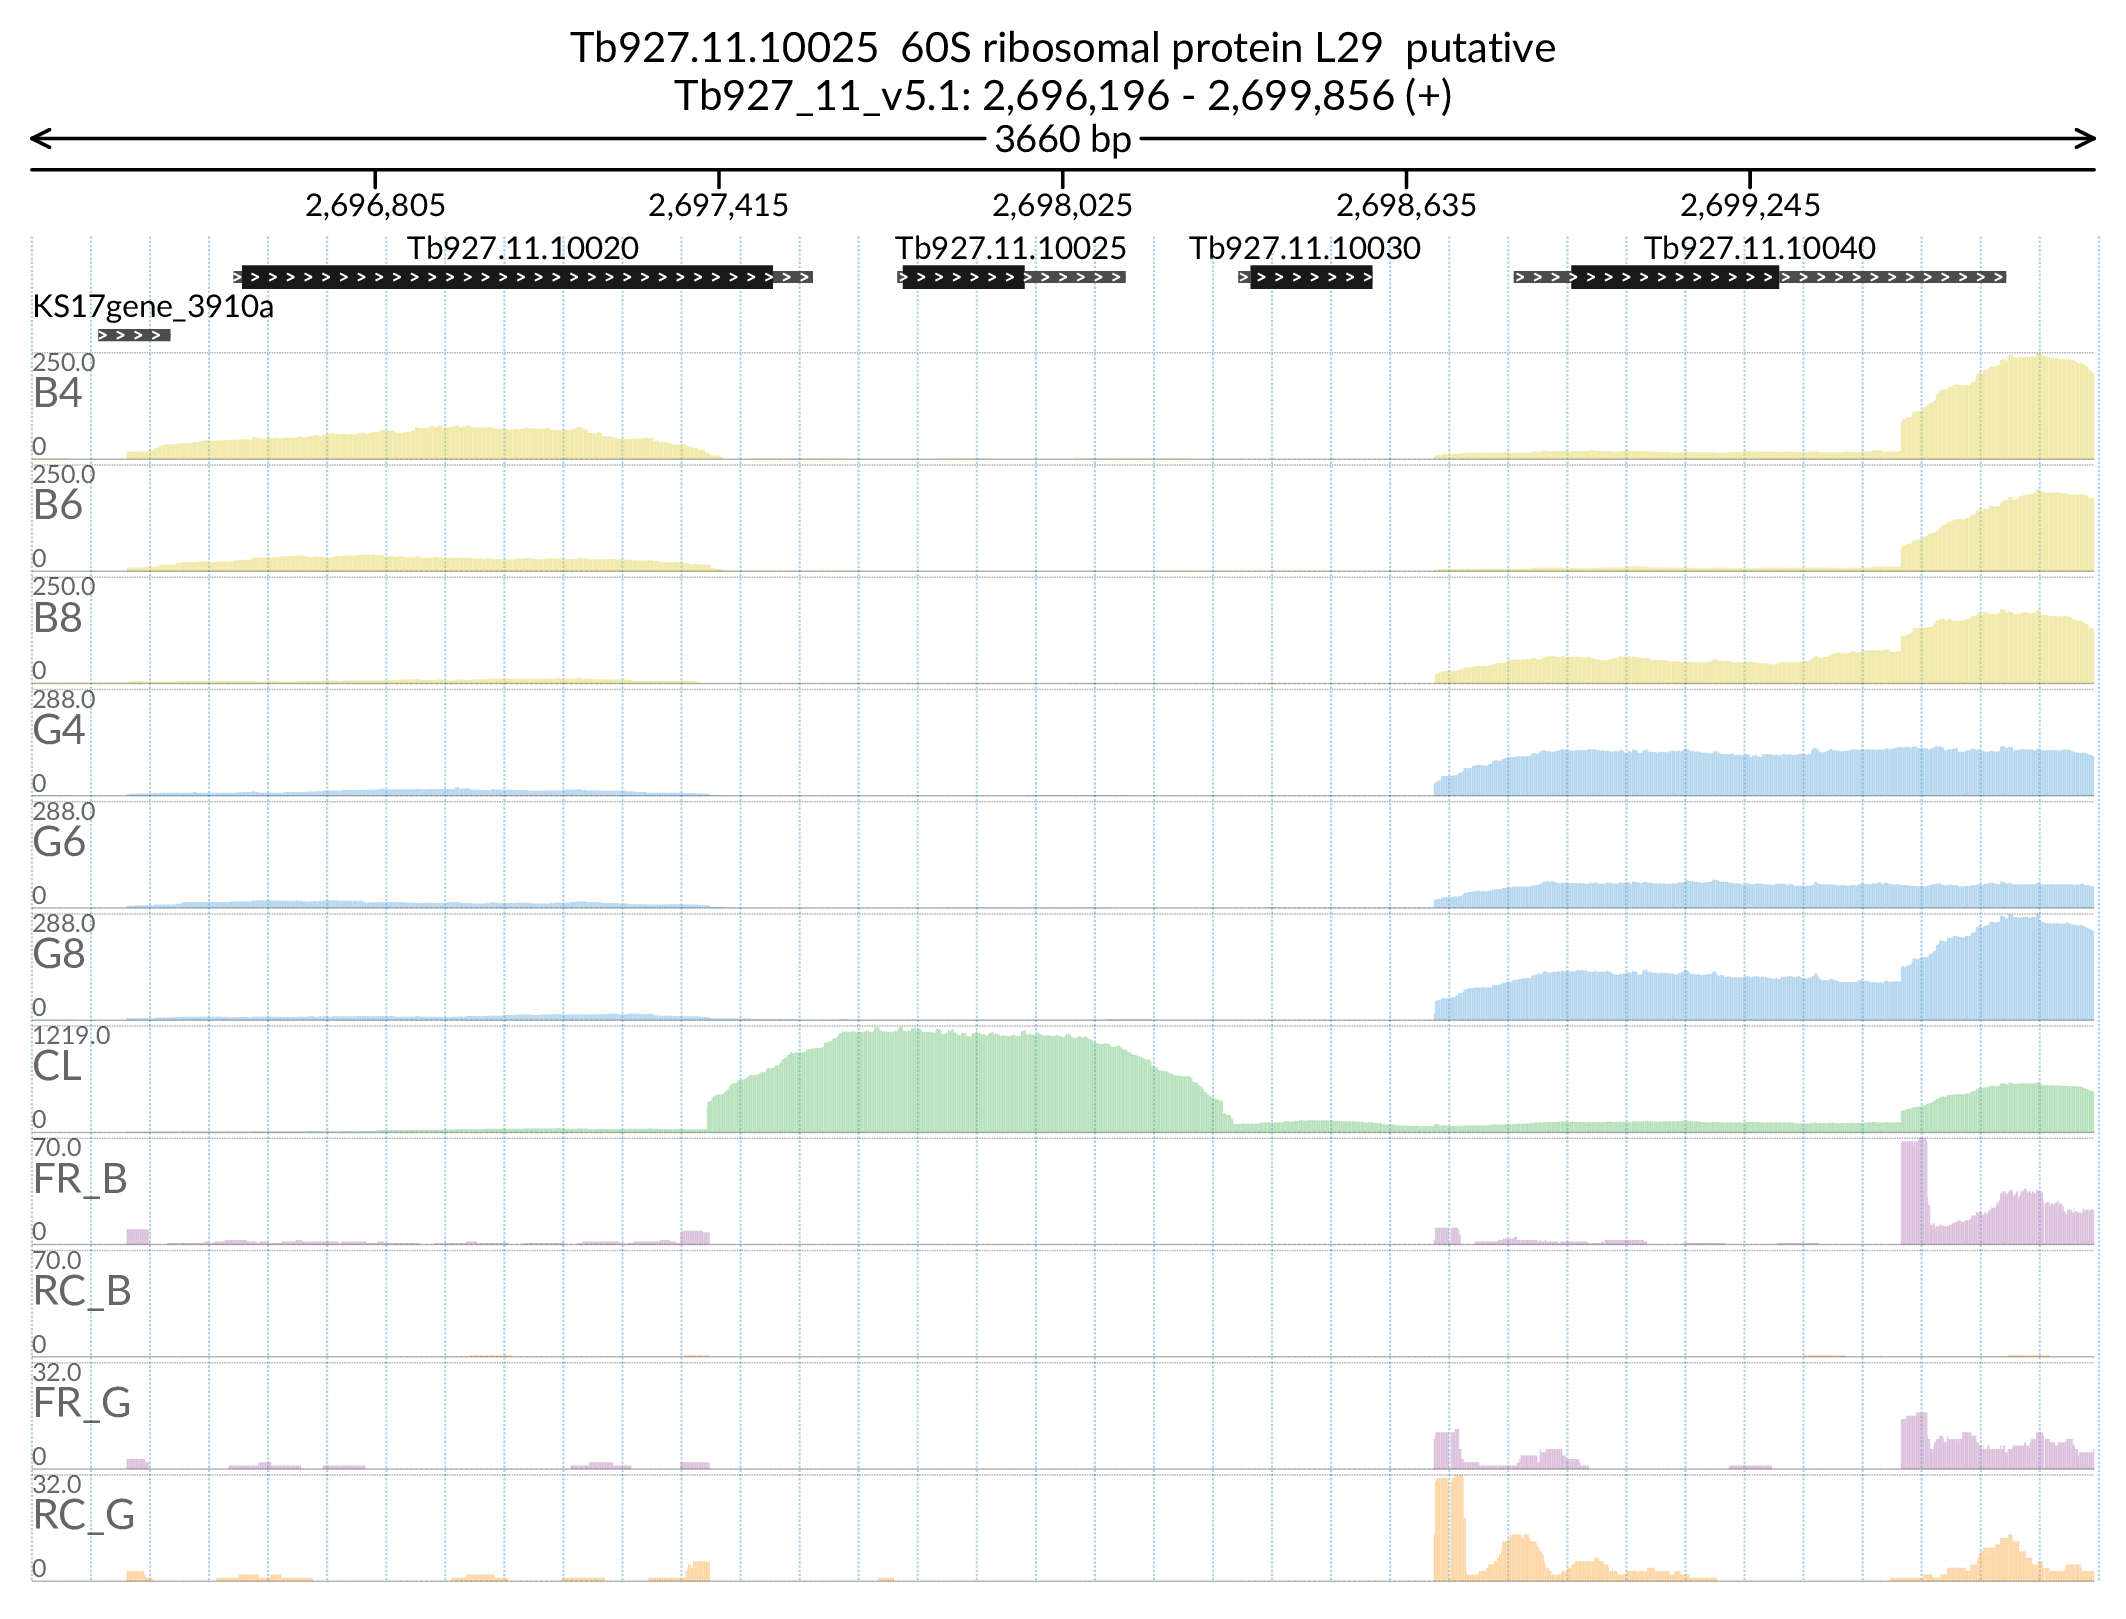 Tb927.11.10025  60S ribosomal protein L29  putative
Tb927_11_v5.1: 2,696,196 - 2,699,856 (+)
3660 bp
2,696,805 2,697,415 2,698,025 2,698,635 2,699,245
Tb927.11.10020 Tb927.11.10025 Tb927.11.10030 Tb927.11.10040
KS17gene_3910a
250.0
B4
0
250.0
B6
0
250.0
B8
0
288.0
G4
0
288.0
G6
0
288.0
G8
0
1219.0
CL
0
70.0
FR_B
0
70.0
RC_B
0
32.0
FR_G
0
32.0
RC_G
0